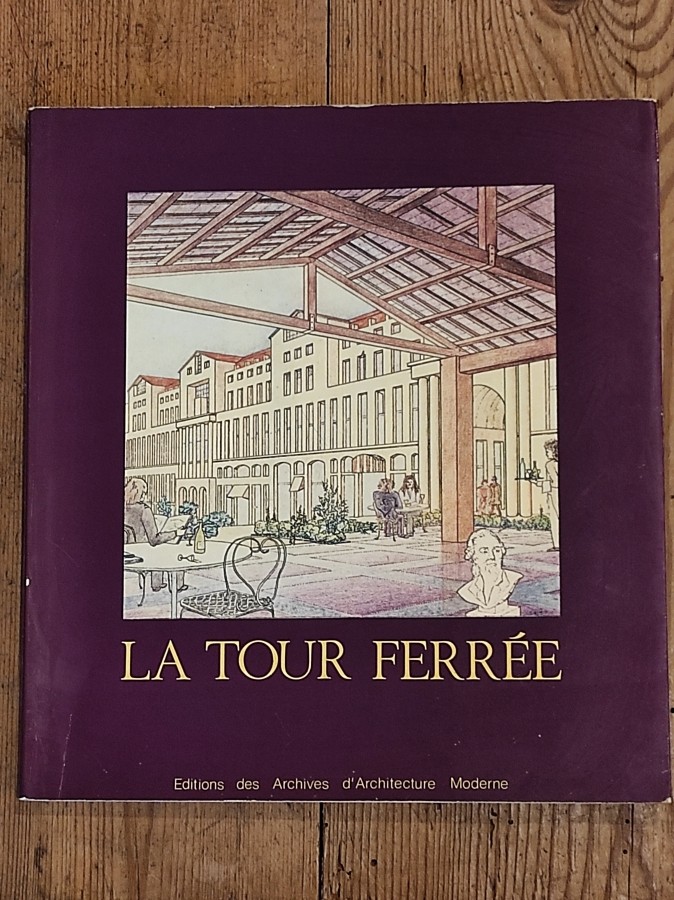 LA TOUR FERRÉE
Editions des Archives d'Architecture Moderne